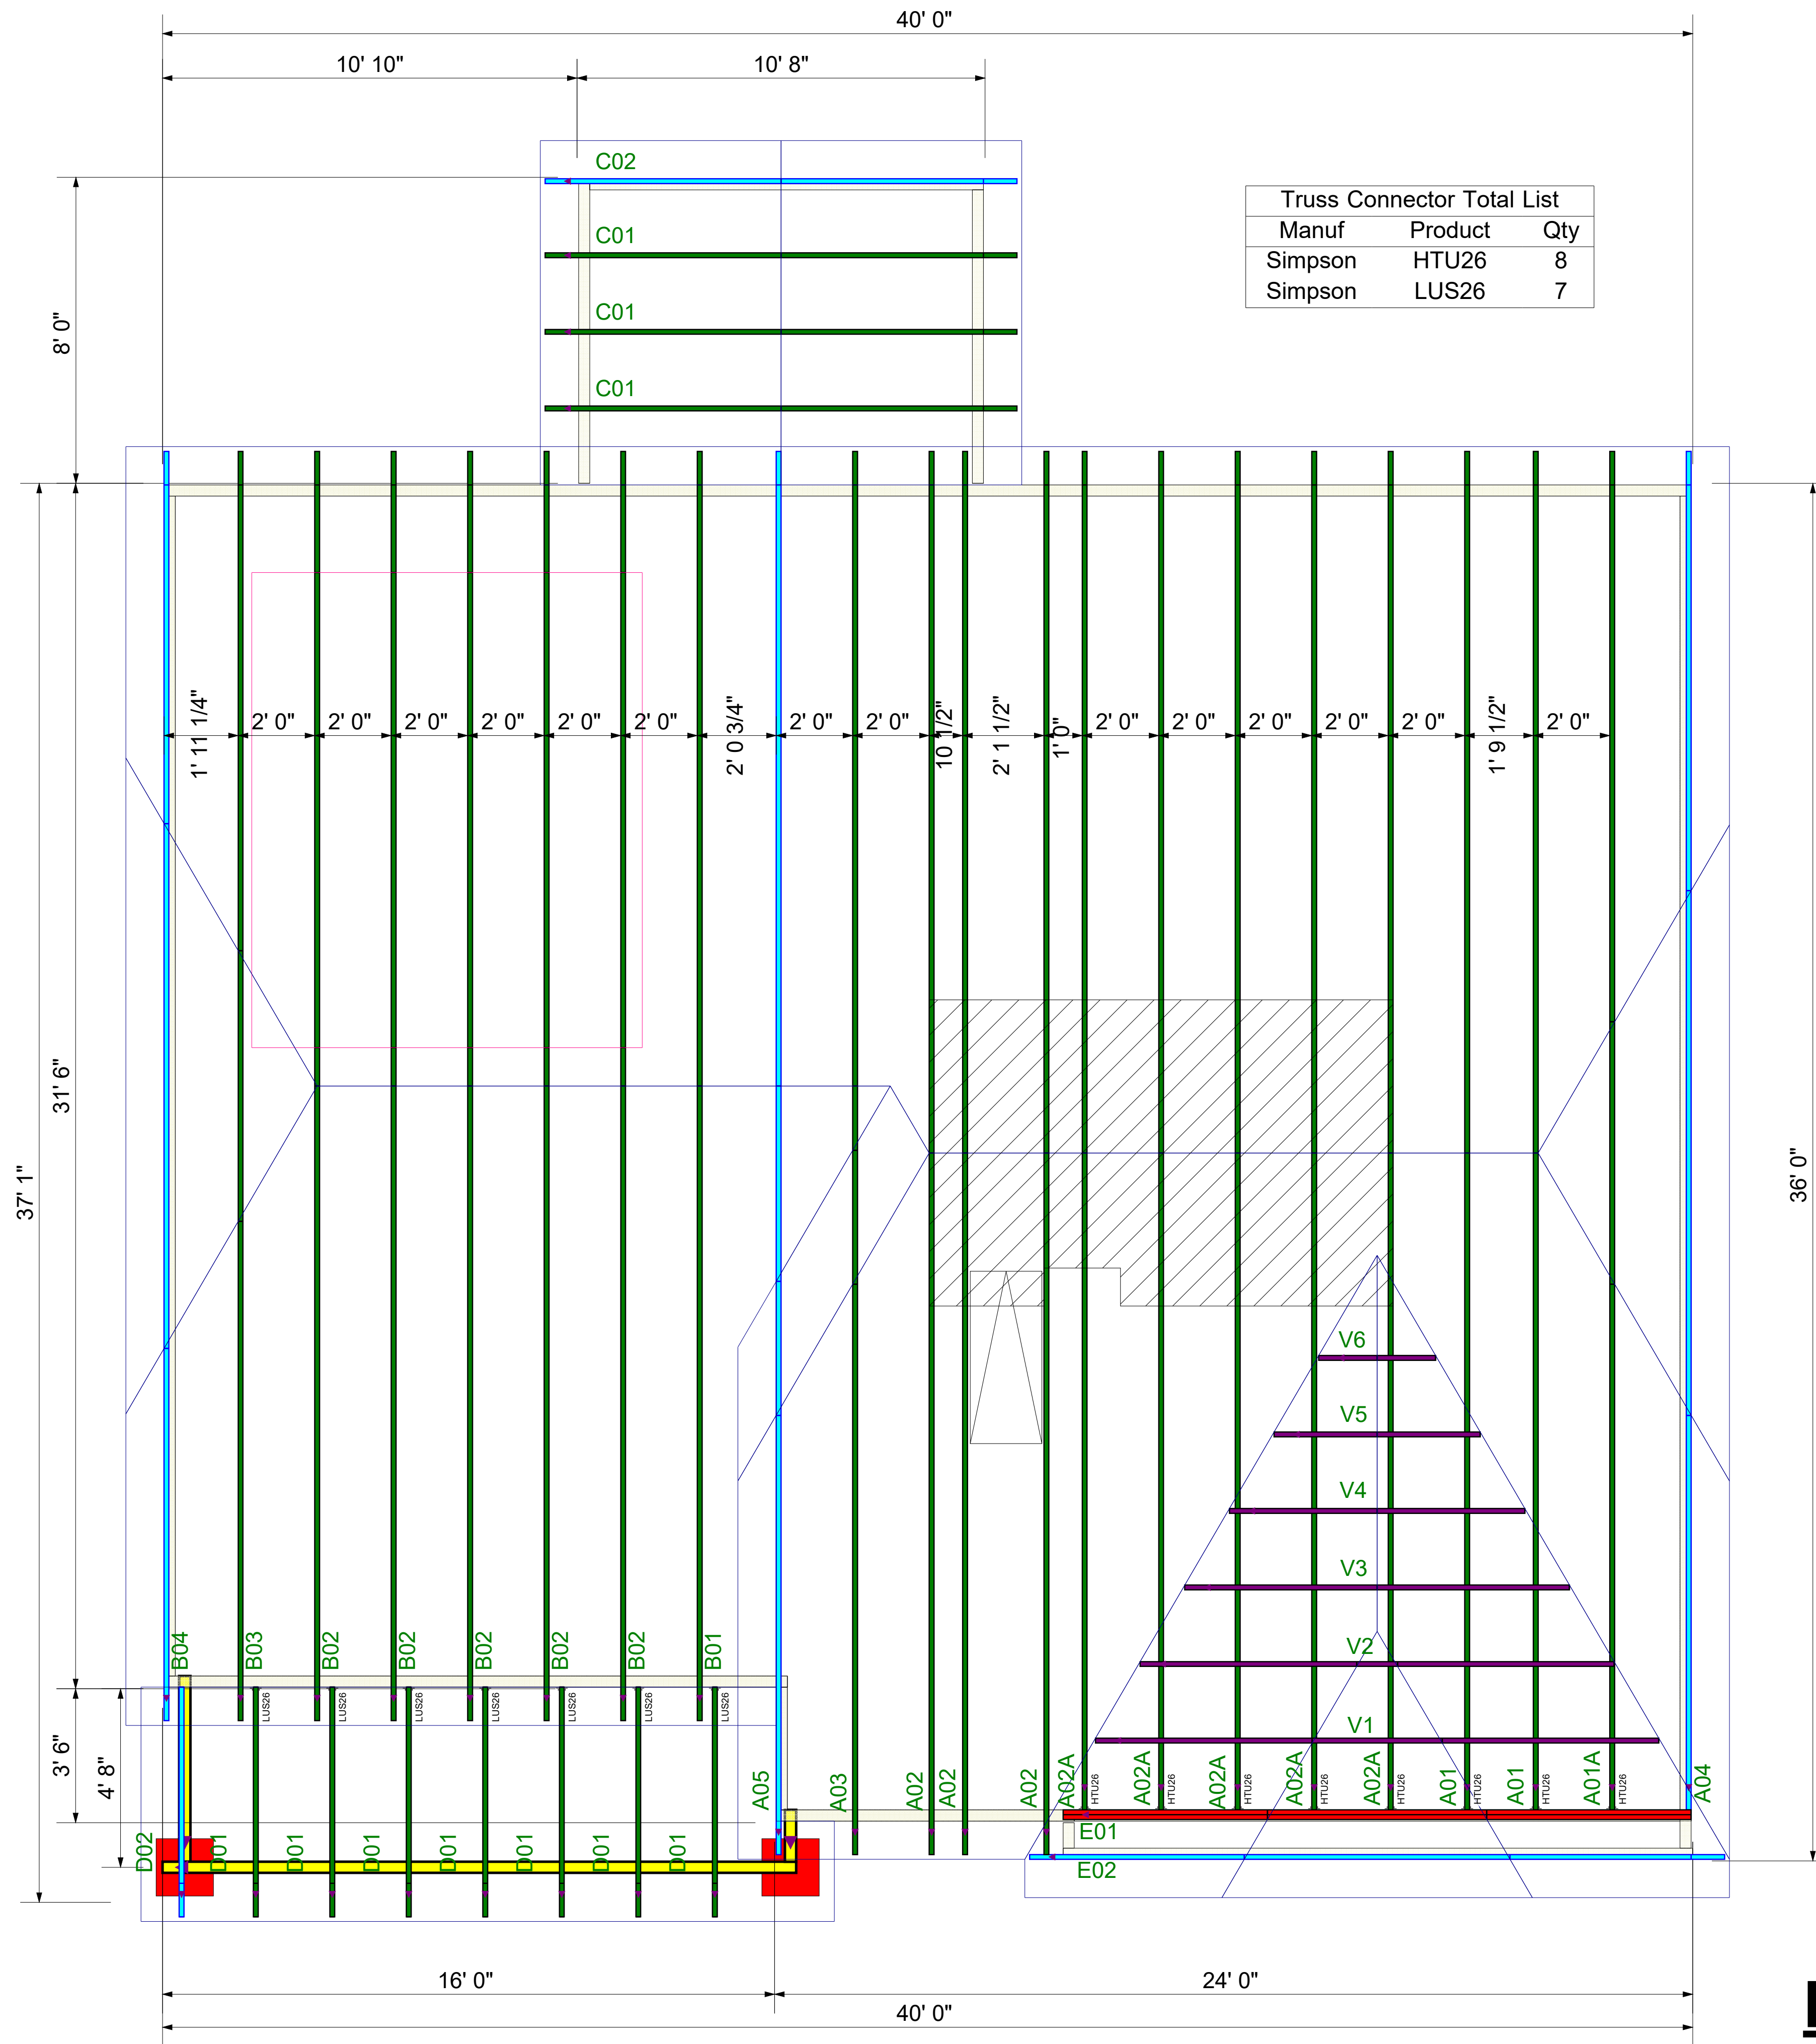 40' 0"
10' 10"
10' 8"
C02
Truss Connector Total List
Manuf Product Qty
Simpson HTU26 8
Simpson LUS26 7
C01
8' 0"
C01
C01
1' 11 1/4"
2' 0"
2' 0"
2' 0"
2' 0"
2' 0"
2' 0"
2' 0 3/4"
2' 0"
2' 0"
10 1/2"
2' 1 1/2"
1' 0"
2' 0"
2' 0"
2' 0"
2' 0"
2' 0"
1' 9 1/2"
2' 0"
31' 6"
37' 1"
36' 0"
V6
V5
V4
V3
V2
V1
B04
B03
B02
B02
B02
B02
B02
B01
LUS26
LUS26
LUS26
LUS26
LUS26
LUS26
LUS26
3' 6"
4' 8"
A05
A03
A02
A02
A02
A02A
A02A
A02A
A02A
A02A
A01
A01
A01A
A04
HTU26
HTU26
HTU26
HTU26
HTU26
HTU26
HTU26
HTU26
D02
D01
D01
D01
D01
D01
D01
D01
E01
E02
16' 0"
24' 0"
40' 0"